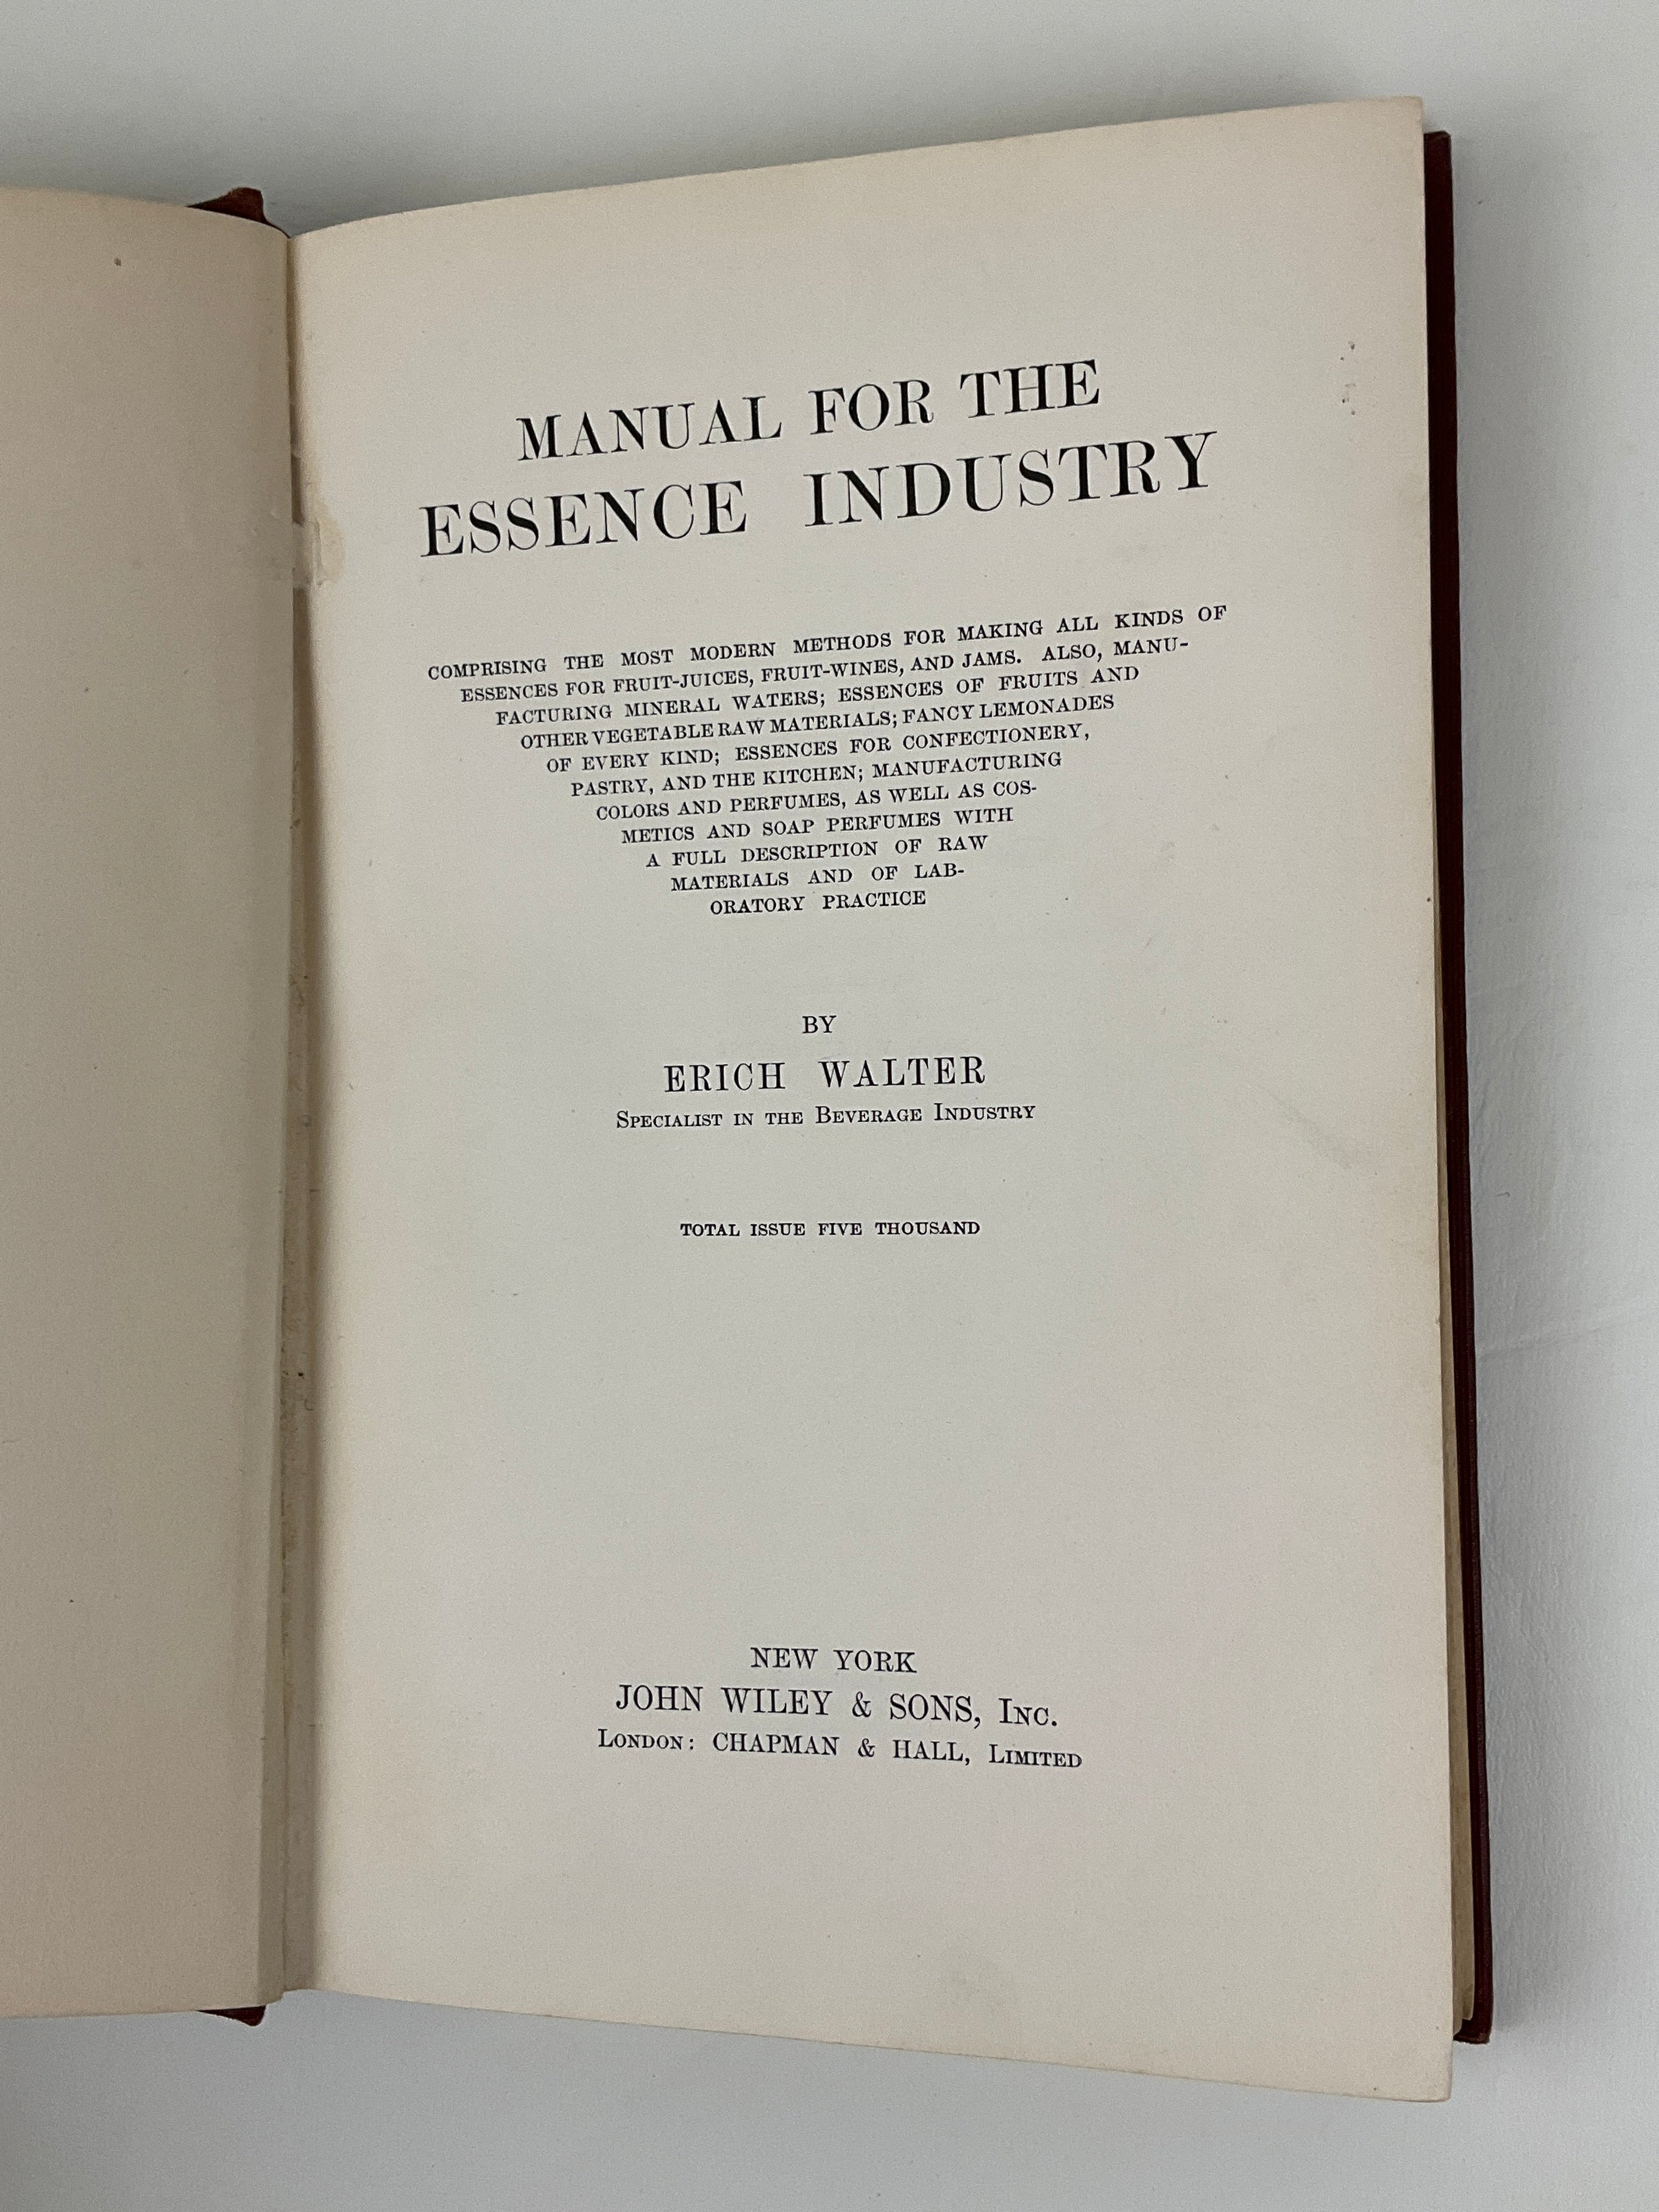 MANUAL FOR THE
ESSENCE INDUSTRY
COMPRISING THE MOST MODERN METHODS FOR MAKING ALL KINDS OF
ESSENCES FOR FRUIT-JUICES, FRUIT-WINES, AND JAMS. ALSO, MANU-
FACTURING MINERAL WATERS; ESSENCES OF FRUITS AND
OTHER VEGETABLE RAW MATERIALS; FANCY LEMONADES
OF EVERY KIND; ESSENCES FOR CONFECTIONERY,
PASTRY, AND THE KITCHEN; MANUFACTURING
COLORS AND PERFUMES, AS WELL AS COS-
METICS AND SOAP PERFUMES WITH
A FULL DESCRIPTION OF RAW
MATERIALS AND OF LAB-
ORATORY PRACTICE
BY
ERICH WALTER
SPECIALIST IN THE BEVERAGE INDUSTRY
TOTAL ISSUE FIVE THOUSAND
NEW YORK
JOHN WILEY & SONS, INC.
LONDON: CHAPMAN & HALL, LIMITED